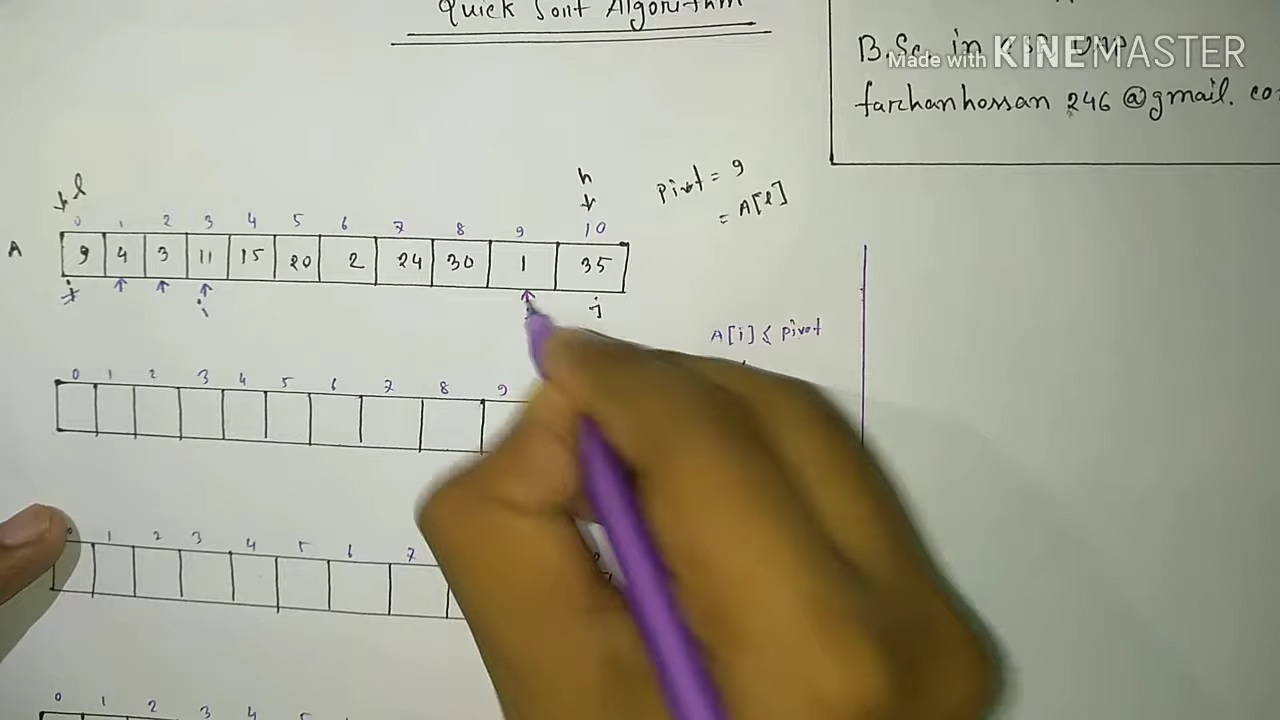 Quick Sort Algorithm
B.Sc. in
Made with KINEMASTER
farhanhossan 246 @gmail. co
l
h
pivot = 9
= A[l]
0 1 2 3 4 5 6 7 8 9 10
A 9 4 3 11 15 20 2 24 30 1 35
i i j
A[i] ≤ pivot
0 1 2 3 4 5 6 7 8 9
0 1 2 3 4 5 6 7
0 1 2 3 4 5